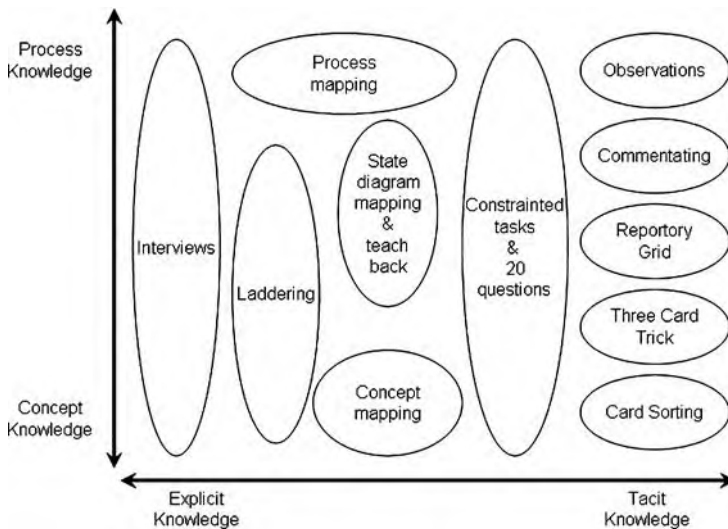 Process
Knowledge
Process
mapping
Observations
State
diagram
mapping
&
teach
back
Commentating
Interviews
Laddering
Constrainted
tasks
&
20
questions
Reportory
Grid
Three Card
Trick
Concept
mapping
Card Sorting
Concept
Knowledge
Explicit
Knowledge
Tacit
Knowledge